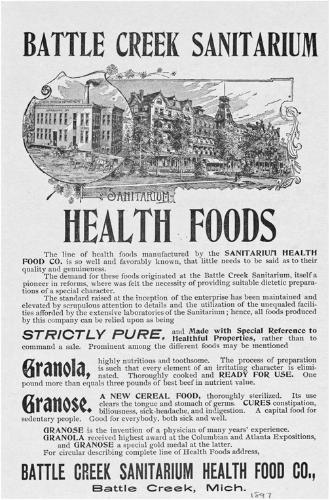 BATTLE CREEK SANITARIUM
SANITARIUM
HEALTH FOODS
The line of health foods manufactured by the SANITARIUM HEALTH
FOOD CO. is so well and favorably known, that little needs to be said as to their
quality and genuineness.
The demand for these foods originated at the Battle Creek Sanitarium, itself a
pioneer in reforms, where was felt the necessity of providing suitable dietetic prepara-
tions of a special character.
The standard raised at the inception of the enterprise has been maintained and
elevated by scrupulous attention to details and the utilization of the unequaled facili-
ties afforded by the extensive laboratories of the Sanitarium; hence, all foods produced
by this company can be relied upon as being
STRICTLY PURE, and Made with Special Reference to
Healthful Properties, rather than to
command a sale. Prominent among the different foods may be mentioned
Granola, highly nutritious and toothsome. The process of preparation
is such that every element of an irritating character is elimi-
nated. Thoroughly cooked and READY FOR USE. One
pound more than equals three pounds of best beef in nutrient value.
Granose. A NEW CEREAL FOOD, thoroughly sterilized. Its use
clears the tongue and stomach of germs. CURES constipation,
biliousness, sick-headache, and indigestion. A capital food for
sedentary people. Good for everybody, both sick and well.
GRANOSE is the invention of a physician of many years' experience.
GRANOLA received highest award at the Columbian and Atlanta Expositions,
and GRANOSE a special gold medal at the latter.
For circular describing complete line of Health Foods address,
BATTLE CREEK SANITARIUM HEALTH FOOD CO.,
Battle Creek, Mich.
1897